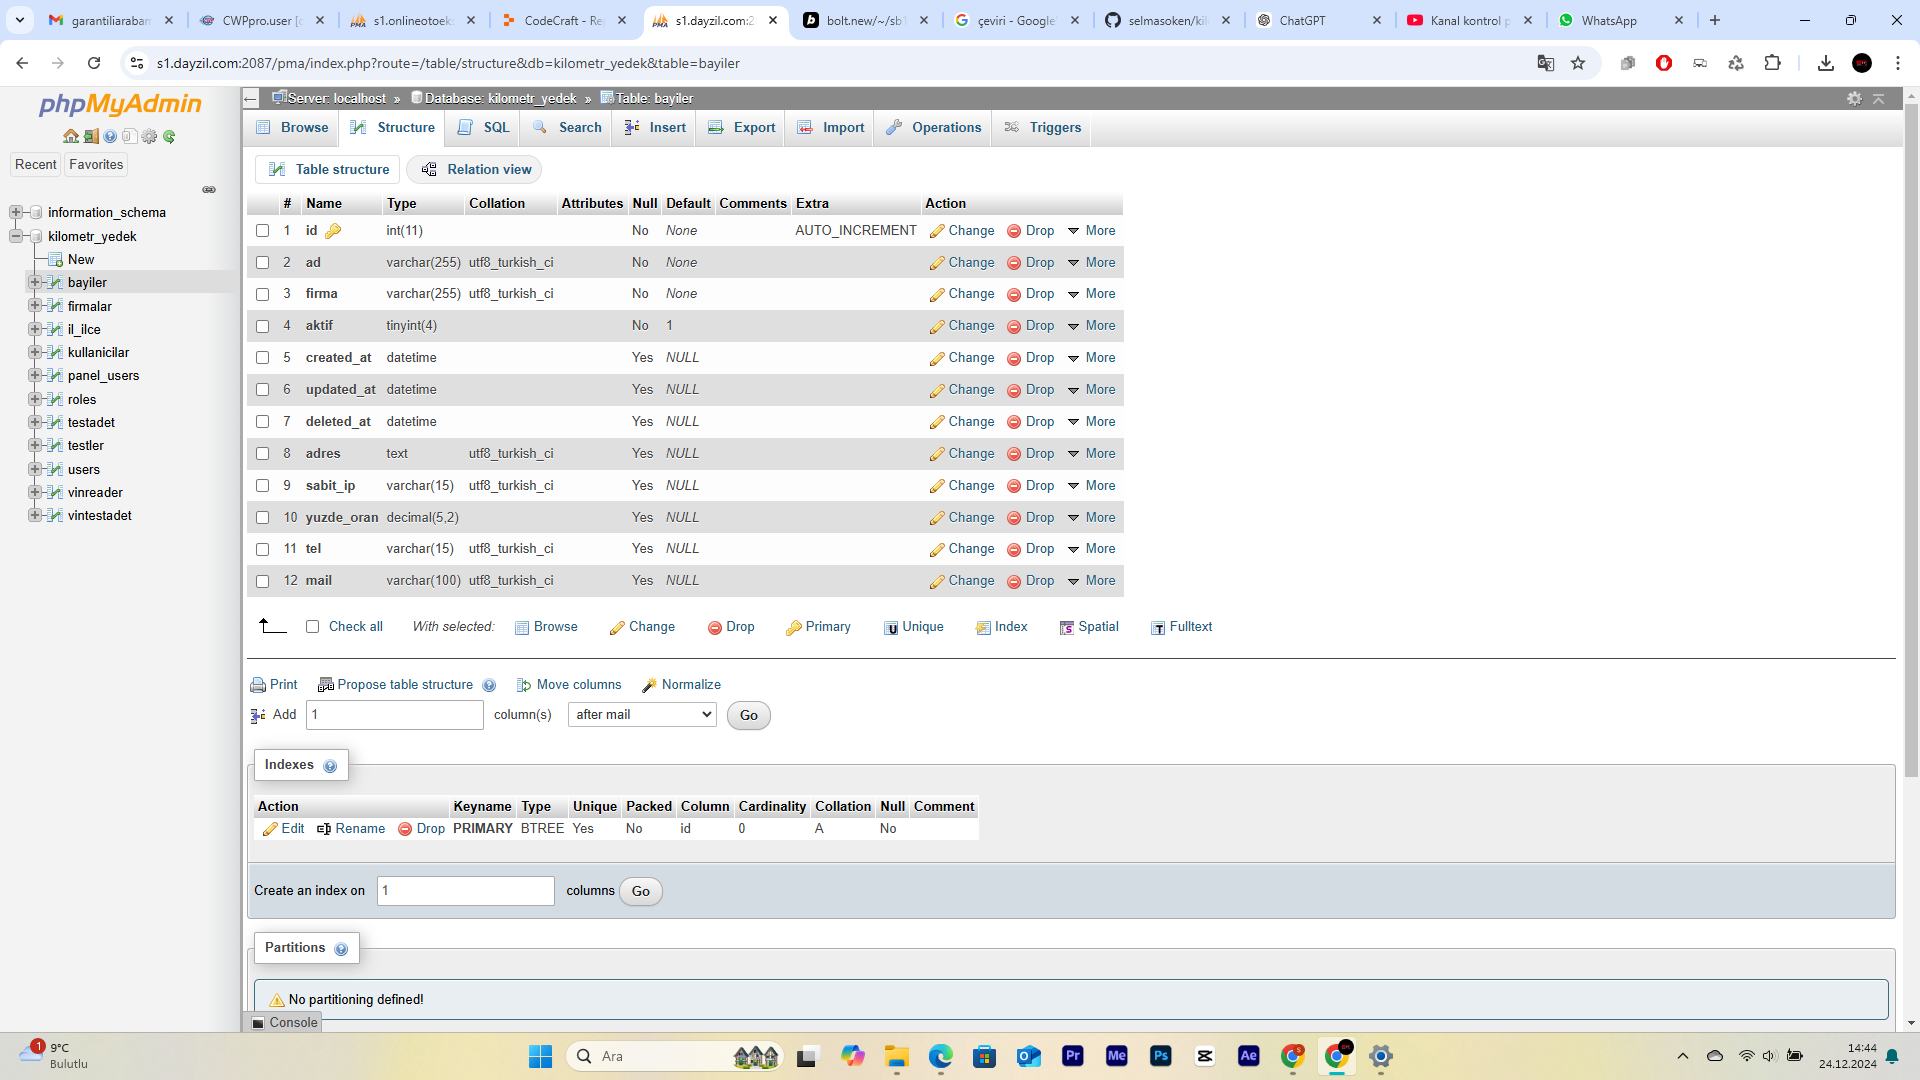 garantiliarabam
CWPpro.user [c
s1.onlineotoeks
CodeCraft - Re
s1.dayzil.com:2
bolt.new/~/sb1
çeviri - Google'
selmasoken/kil
ChatGPT
Kanal kontrol p
WhatsApp
s1.dayzil.com:2087/pma/index.php?route=/table/structure&db=kilometr_yedek&table=bayiler
phpMyAdmin
Recent Favorites
information_schema
kilometr_yedek
New
bayiler
firmalar
il_ilce
kullanicilar
panel_users
roles
testadet
testler
users
vinreader
vintestadet
Server: localhost » Database: kilometr_yedek » Table: bayiler
Browse Structure SQL Search Insert Export Import Operations Triggers
Table structure Relation view
# Name Type Collation Attributes Null Default Comments Extra Action
1 id int(11) No None AUTO_INCREMENT Change Drop More
2 ad varchar(255) utf8_turkish_ci No None Change Drop More
3 firma varchar(255) utf8_turkish_ci No None Change Drop More
4 aktif tinyint(4) No 1 Change Drop More
5 created_at datetime Yes NULL Change Drop More
6 updated_at datetime Yes NULL Change Drop More
7 deleted_at datetime Yes NULL Change Drop More
8 adres text utf8_turkish_ci Yes NULL Change Drop More
9 sabit_ip varchar(15) utf8_turkish_ci Yes NULL Change Drop More
10 yuzde_oran decimal(5,2) Yes NULL Change Drop More
11 tel varchar(15) utf8_turkish_ci Yes NULL Change Drop More
12 mail varchar(100) utf8_turkish_ci Yes NULL Change Drop More
Check all With selected: Browse Change Drop Primary Unique Index Spatial Fulltext
Print Propose table structure Move columns Normalize
Add 1 column(s) after mail Go
Indexes
Action Keyname Type Unique Packed Column Cardinality Collation Null Comment
Edit Rename Drop PRIMARY BTREE Yes No id 0 A No
Create an index on 1 columns Go
Partitions
No partitioning defined!
Console
1
9°C
Bulutlu
Ara
Pr
Me
Ps
Ae
14:44
24.12.2024